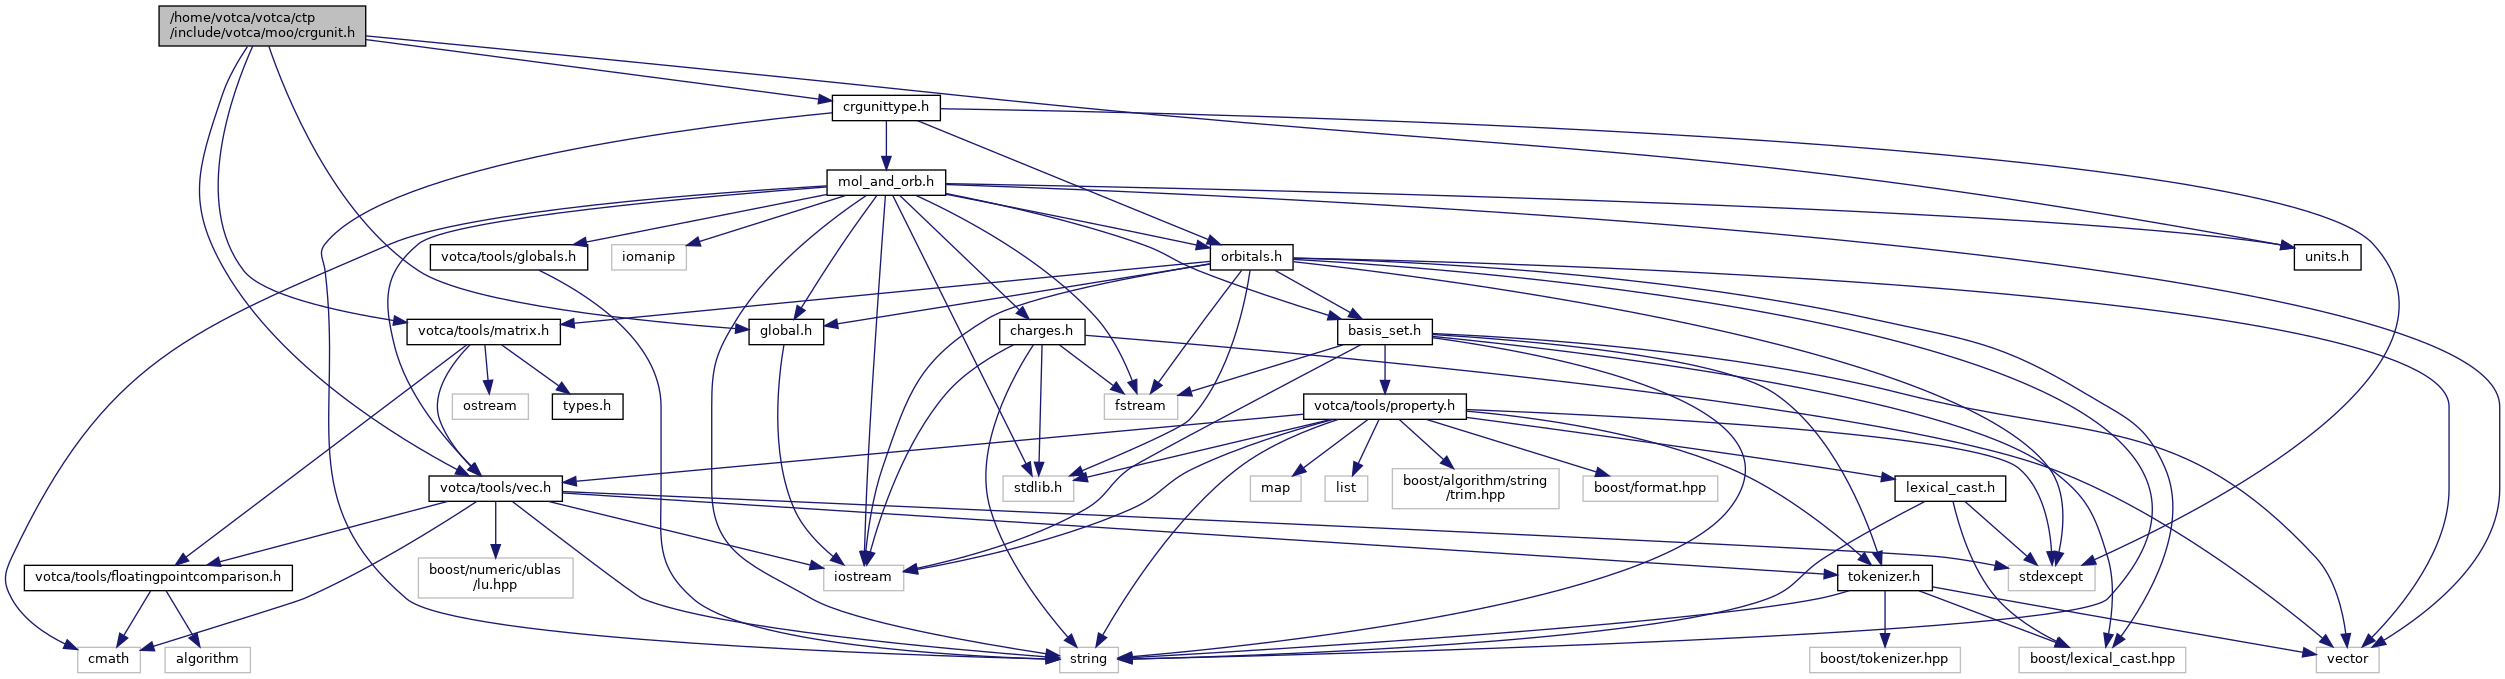 /home/votca/votca/ctp
/include/votca/moo/crgunit.h
crgunittype.h
mol_and_orb.h
votca/tools/globals.h
iomanip
orbitals.h
units.h
votca/tools/matrix.h
global.h
charges.h
basis_set.h
ostream
types.h
fstream
votca/tools/property.h
votca/tools/vec.h
stdlib.h
map
list
boost/algorithm/string
/trim.hpp
boost/format.hpp
lexical_cast.h
votca/tools/floatingpointcomparison.h
boost/numeric/ublas
/lu.hpp
iostream
tokenizer.h
stdexcept
cmath
algorithm
string
boost/tokenizer.hpp
boost/lexical_cast.hpp
vector